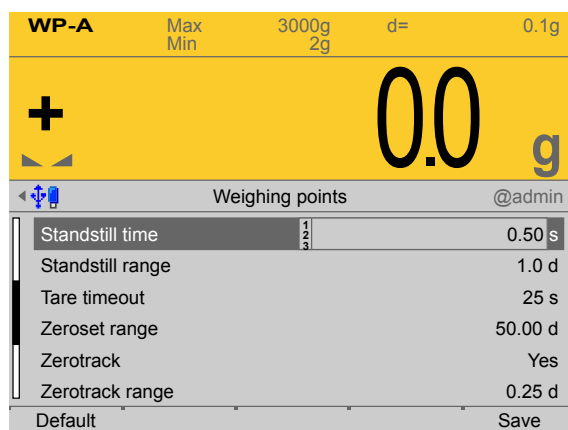 WP-A Max 3000g d= 0.1g
Min 2g
+ 0.0 g
Weighing points @admin
Standstill time 1 2 3 0.50 s
Standstill range 1.0 d
Tare timeout 25 s
Zeroset range 50.00 d
Zerotrack Yes
Zerotrack range 0.25 d
Default Save